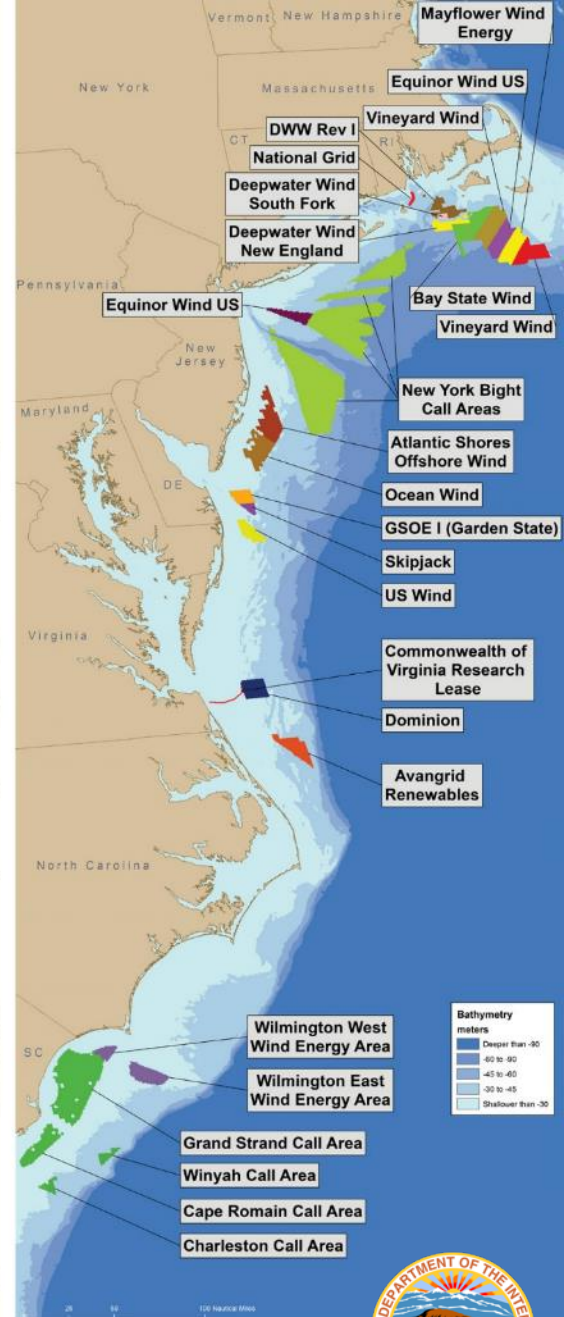 Vermont
New Hampshire
Mayflower Wind
Energy
New York
Massachusetts
Equinor Wind US
Vineyard Wind
DWW Rev I
CT
RI
National Grid
Deepwater Wind
South Fork
Deepwater Wind
New England
Pennsylvania
Equinor Wind US
Bay State Wind
Vineyard Wind
New
Jersey
New York Bight
Call Areas
Maryland
Atlantic Shores
Offshore Wind
DE
Ocean Wind
GSOE I (Garden State)
Skipjack
US Wind
Virginia
Commonwealth of
Virginia Research
Lease
Dominion
Avangrid
Renewables
North Carolina
Bathymetry
meters
Deeper than -90
-60 to -90
-45 to -60
-30 to -45
Shallower than -30
SC
Wilmington West
Wind Energy Area
Wilmington East
Wind Energy Area
Grand Strand Call Area
Winyah Call Area
Cape Romain Call Area
Charleston Call Area
25
50
100 Nautical Miles
DEPARTMENT OF THE INTE